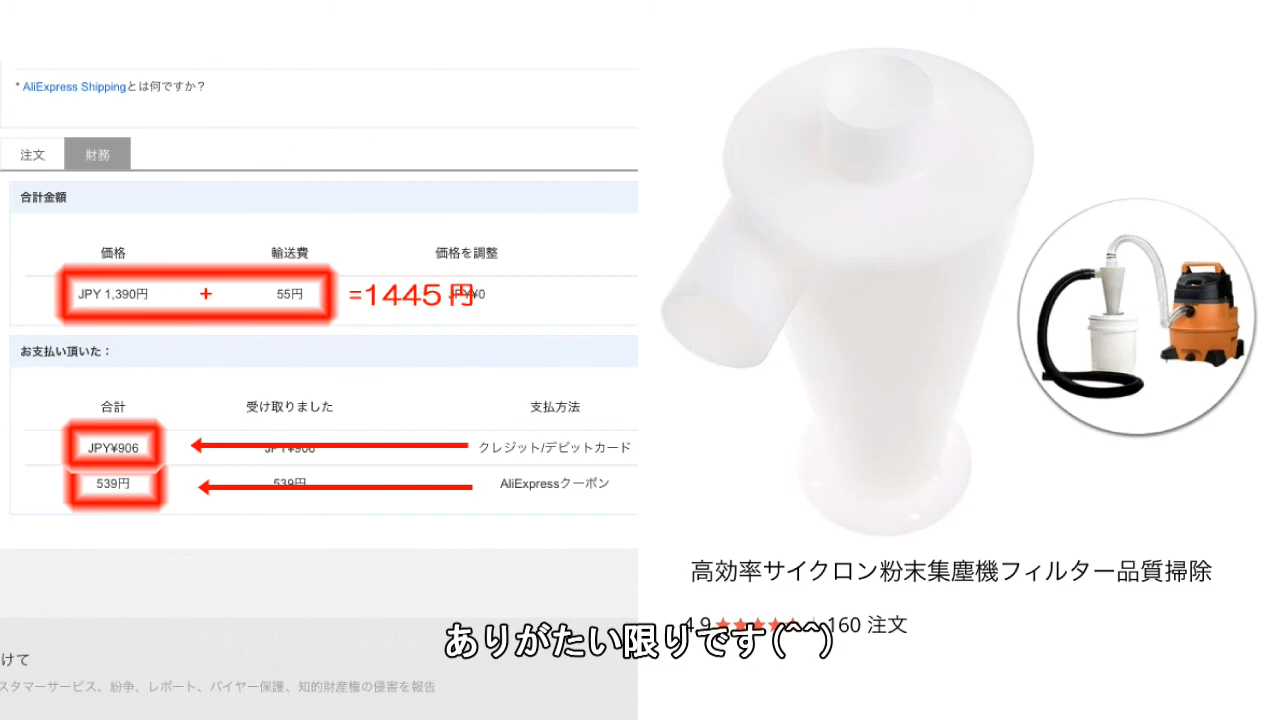 * AliExpress Shippingとは何ですか？
注文 財務
合計金額
価格 輸送費 価格を調整
JPY 1,390円 + 55円 =1445円 JPY¥0
お支払い頂いた：
合計 受け取りました 支払方法
JPY¥906 JPY¥906 クレジット/デビットカード
539円 539円 AliExpressクーポン
高効率サイクロン粉末集塵機フィルター品質掃除
4.9 ★★★★ 160 注文
ありがたい限りです(^^)
けて
スタマーサービス、紛争、レポート、バイヤー保護、知的財産権の侵害を報告